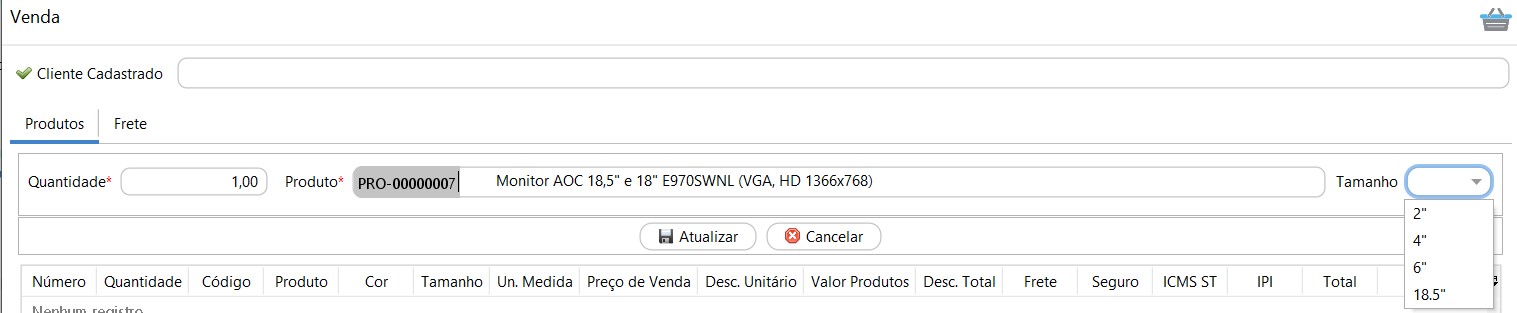 Venda
Cliente Cadastrado
Produtos Frete
Quantidade* 1,00 Produto* PRO-00000007 Monitor AOC 18,5" e 18" E970SWNL (VGA, HD 1366x768) Tamanho
2"
4"
6"
18.5"
Atualizar Cancelar
Número Quantidade Código Produto Cor Tamanho Un. Medida Preço de Venda Desc. Unitário Valor Produtos Desc. Total Frete Seguro ICMS ST IPI Total
Nenhum registro